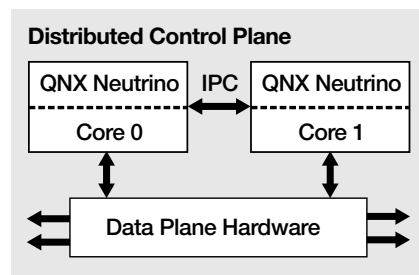 Distributed Control Plane
QNX Neutrino IPC QNX Neutrino
Core 0 Core 1
Data Plane Hardware